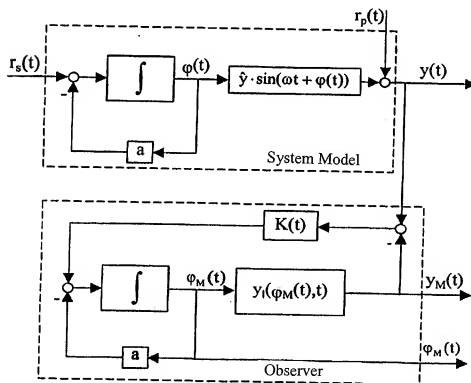 r_p(t)
r_s(t)
∫
φ(t)
ŷ·sin(ωt + φ(t))
y(t)
-
a
System Model
K(t)
-
-
∫
φ_M(t)
y_I(φ_M(t),t)
y_M(t)
a
φ_M(t)
Observer